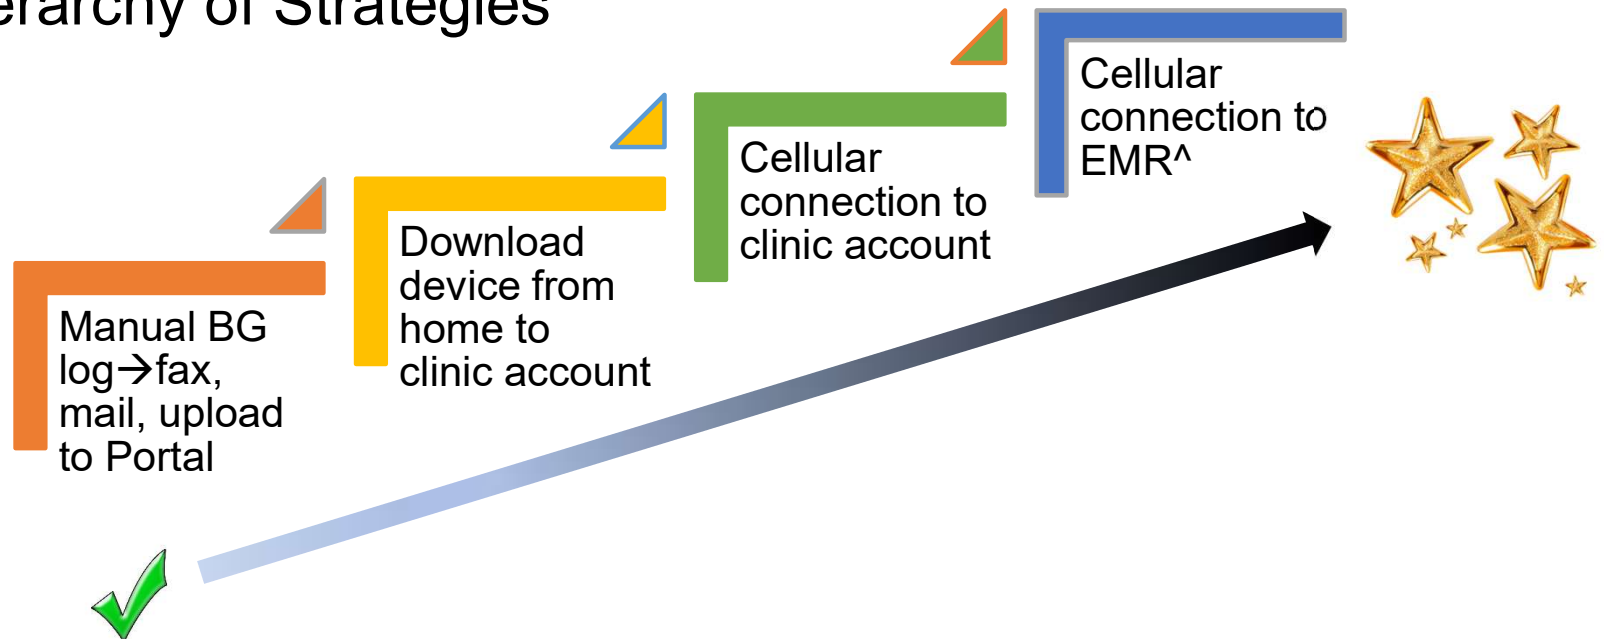 erarchy of Strategies
Manual BG
log→fax,
mail, upload
to Portal
Download
device from
home to
clinic account
Cellular
connection to
clinic account
Cellular
connection to
EMR^